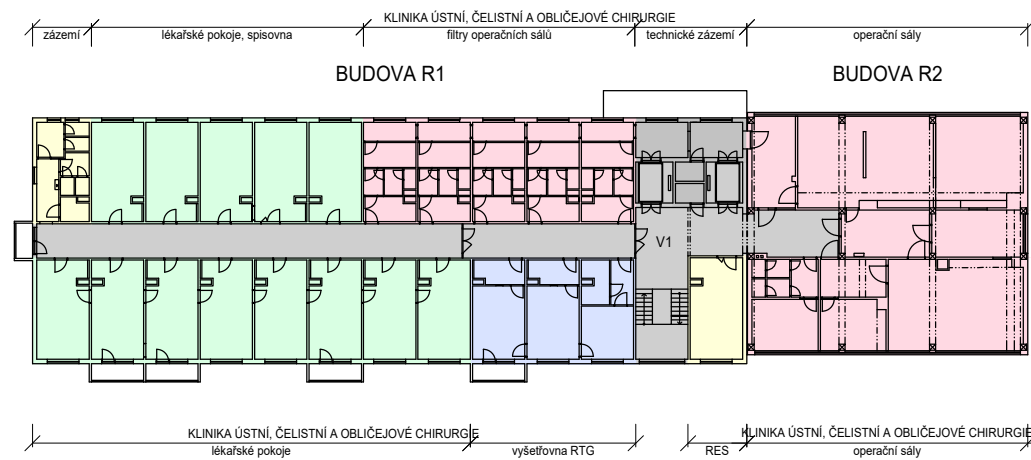 KLINIKA ÚSTNÍ, ČELISTNÍ A OBLIČEJOVÉ CHIRURGIE
zázemí
lékařské pokoje, spisovna
filtry operačních sálů
technické zázemí
operační sály
BUDOVA R1
BUDOVA R2
V1
KLINIKA ÚSTNÍ, ČELISTNÍ A OBLIČEJOVÉ CHIRURGIE
KLINIKA ÚSTNÍ, ČELISTNÍ A OBLIČEJOVÉ CHIRURGIE
lékařské pokoje
vyšetřovna RTG
RES
operační sály